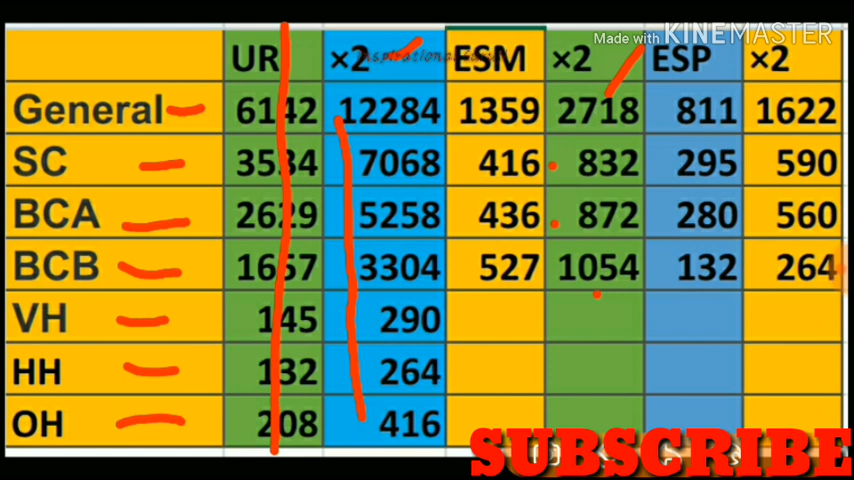 Made with KINEMASTER
UR ×2 ESM ×2 ESP ×2
General 6142 12284 1359 2718 811 1622
SC 3534 7068 416 832 295 590
BCA 2629 5258 436 872 280 560
BCB 1657 3304 527 1054 132 264
VH 145 290
HH 132 264
OH 208 416
SUBSCRIBE